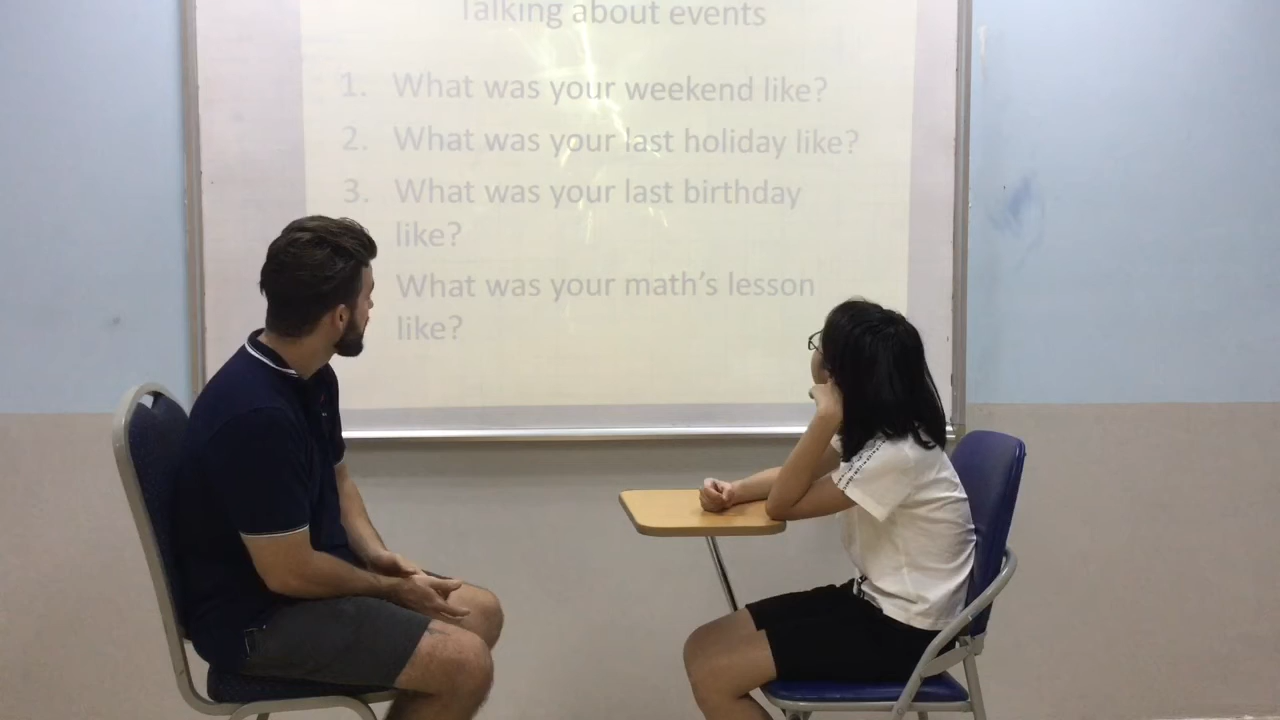 Talking about events
1. What was your weekend like?
2. What was your last holiday like?
3. What was your last birthday
like?
What was your math's lesson
like?